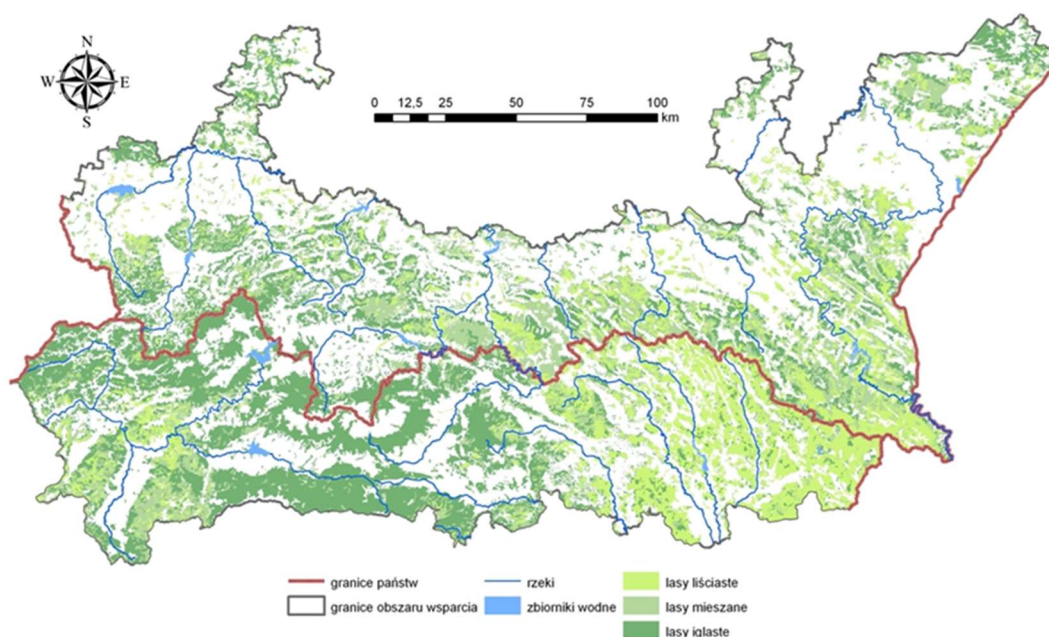 N
W E
S
0 12,5 25 50 75 100
km
granice państw
rzeki
lasy liściaste
granice obszaru wsparcia
zbiorniki wodne
lasy mieszane
lasy iglaste